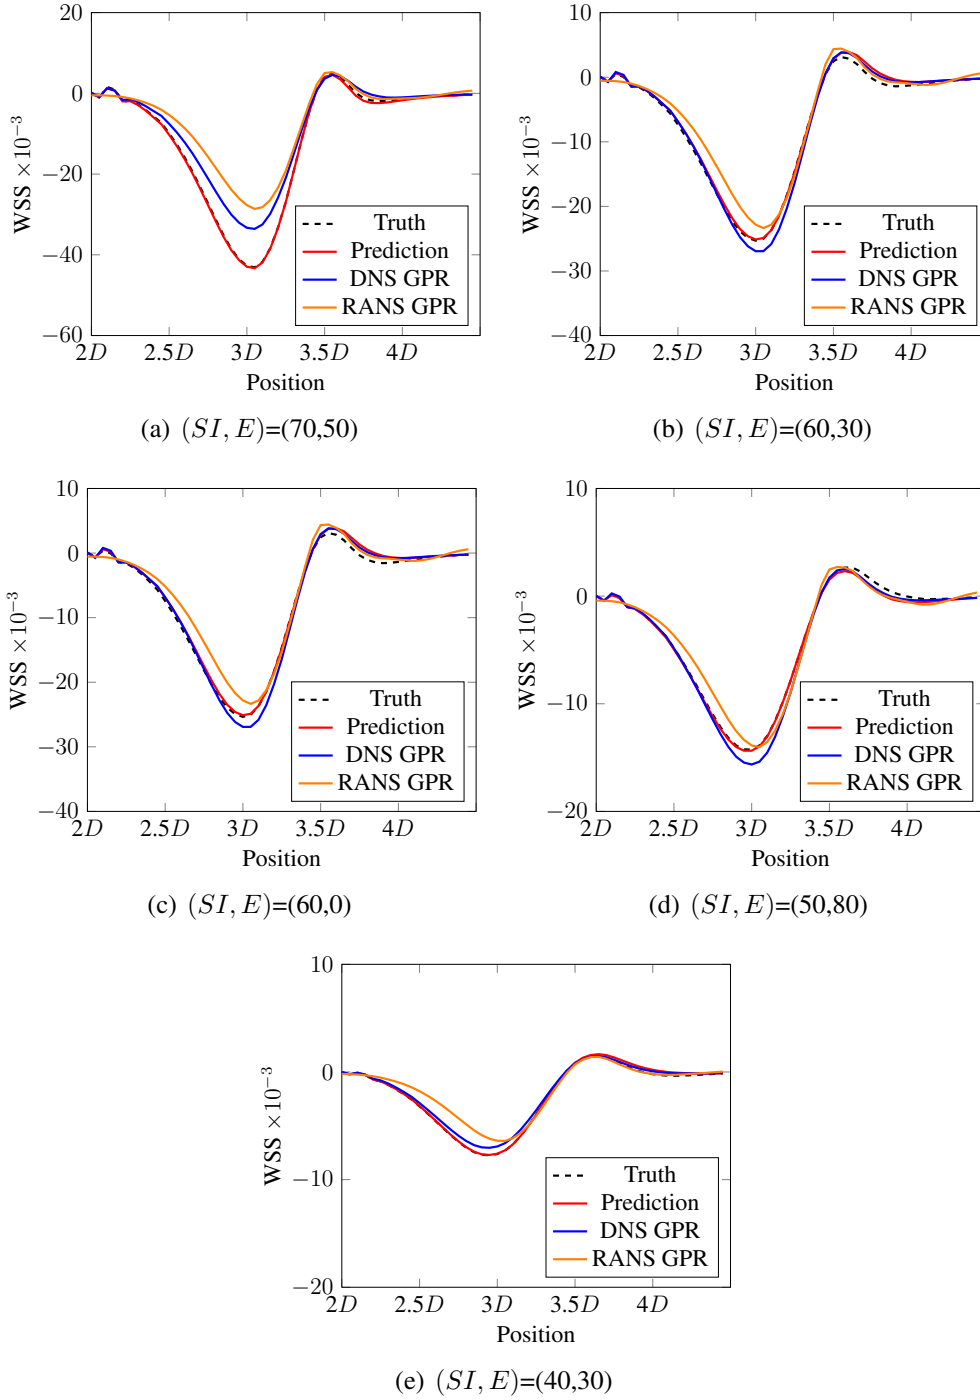 20
0
−20
−40
−60
WSS ×10⁻³
Truth
Prediction
DNS GPR
RANS GPR
2D 2.5D 3D 3.5D 4D
Position
(a) (SI, E)=(70,50)
10
0
−10
−20
−30
−40
WSS ×10⁻³
Truth
Prediction
DNS GPR
RANS GPR
2D 2.5D 3D 3.5D 4D
Position
(b) (SI, E)=(60,30)
10
0
−10
−20
−30
−40
WSS ×10⁻³
Truth
Prediction
DNS GPR
RANS GPR
2D 2.5D 3D 3.5D 4D
Position
(c) (SI, E)=(60,0)
10
0
−10
−20
WSS ×10⁻³
Truth
Prediction
DNS GPR
RANS GPR
2D 2.5D 3D 3.5D 4D
Position
(d) (SI, E)=(50,80)
10
0
−10
−20
WSS ×10⁻³
Truth
Prediction
DNS GPR
RANS GPR
2D 2.5D 3D 3.5D 4D
Position
(e) (SI, E)=(40,30)